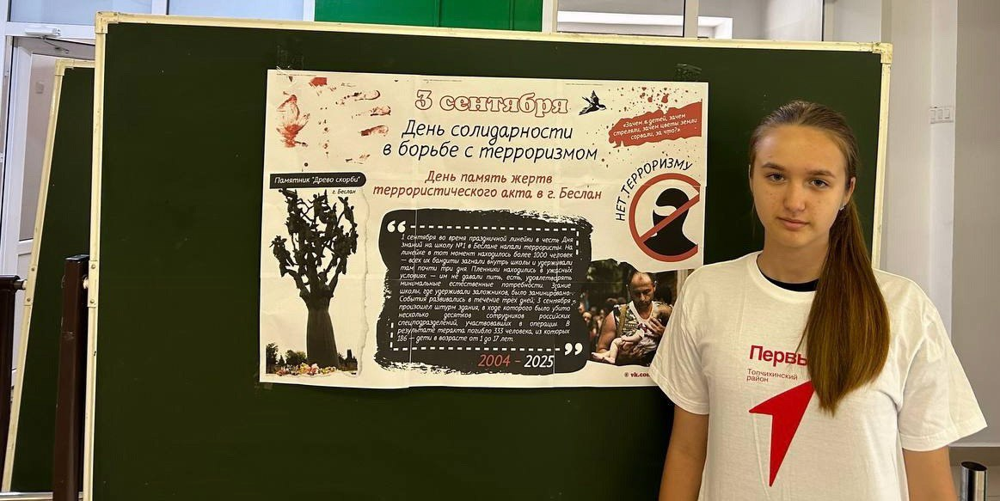 3 сентября
День солидарности
в борьбе с терроризмом
День память жертв
террористического акта в г. Беслан
«Зачем в детей, зачем
стреляли, зачем цветы земли
сорвали, за что?»
НЕТ ТЕРРОРИЗМУ
Памятник "Древо скорби"
г. Беслан
1 сентября во время праздничной линейки в честь Дня
знаний на школу №1 в Беслане напали террористы. На
линейке в тот момент находилось более 1000 человек
— всех их бандиты загнали внутрь школы и удерживали
там почти три дня. Пленники находились в ужасных
условиях — им не давали пить, есть, удовлетворять
минимальные естественные потребности. Здание
школы, где удерживали заложников, было заминировано.
События развивались в течение трёх дней; 3 сентября
произошёл штурм здания, в ходе которого было убито
несколько десятков сотрудников российских
спецподразделений, участвовавших в операции. В
результате теракта погибло 333 человека, из которых
186 — дети в возрасте от 1 до 17 лет.
2004 - 2025
vk.co
Первы
Топчихинский
район